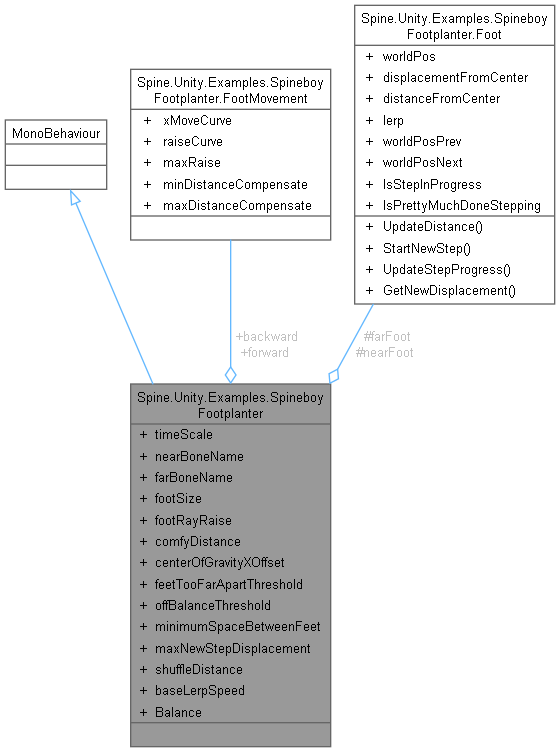 MonoBehaviour
Spine.Unity.Examples.Spineboy
Footplanter.FootMovement
+ xMoveCurve
+ raiseCurve
+ maxRaise
+ minDistanceCompensate
+ maxDistanceCompensate
Spine.Unity.Examples.Spineboy
Footplanter.Foot
+ worldPos
+ displacementFromCenter
+ distanceFromCenter
+ lerp
+ worldPosPrev
+ worldPosNext
+ IsStepInProgress
+ IsPrettyMuchDoneStepping
+ UpdateDistance()
+ StartNewStep()
+ UpdateStepProgress()
+ GetNewDisplacement()
+backward
+forward
#farFoot
#nearFoot
Spine.Unity.Examples.Spineboy
Footplanter
+ timeScale
+ nearBoneName
+ farBoneName
+ footSize
+ footRayRaise
+ comfyDistance
+ centerOfGravityXOffset
+ feetTooFarApartThreshold
+ offBalanceThreshold
+ minimumSpaceBetweenFeet
+ maxNewStepDisplacement
+ shuffleDistance
+ baseLerpSpeed
+ Balance